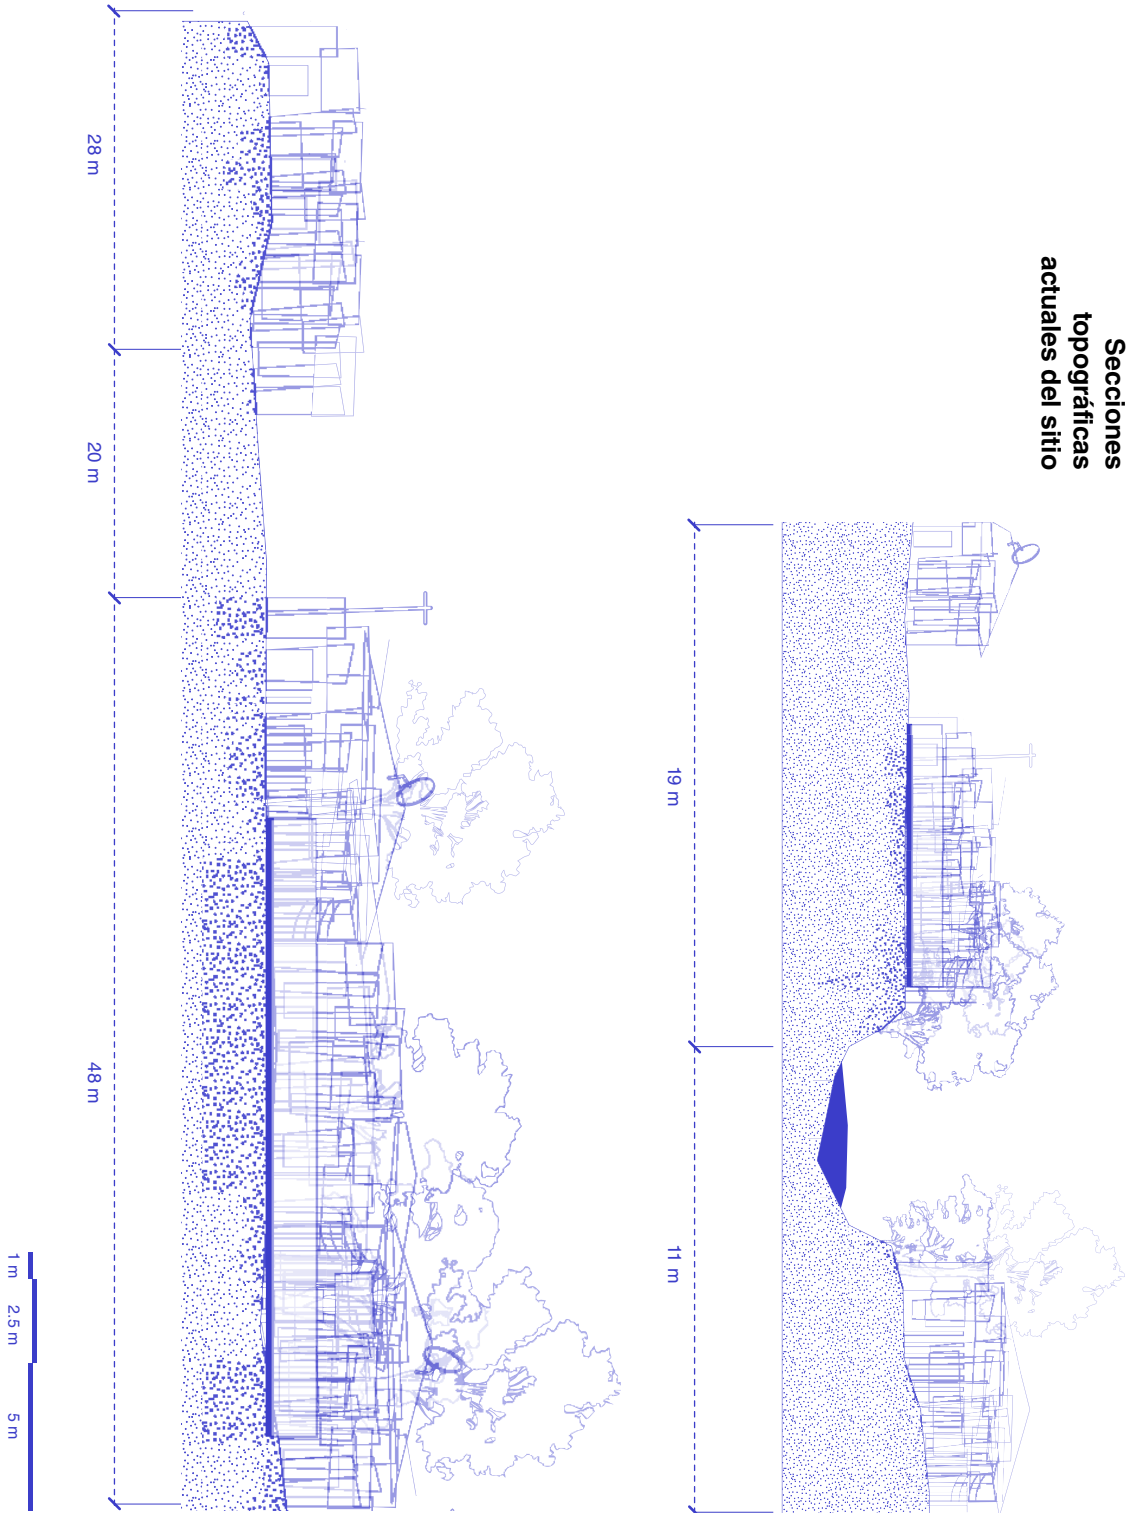 Secciones
topográficas
actuales del sitio
19 m
11 m
28 m
20 m
48 m
1 m
2.5 m
5 m